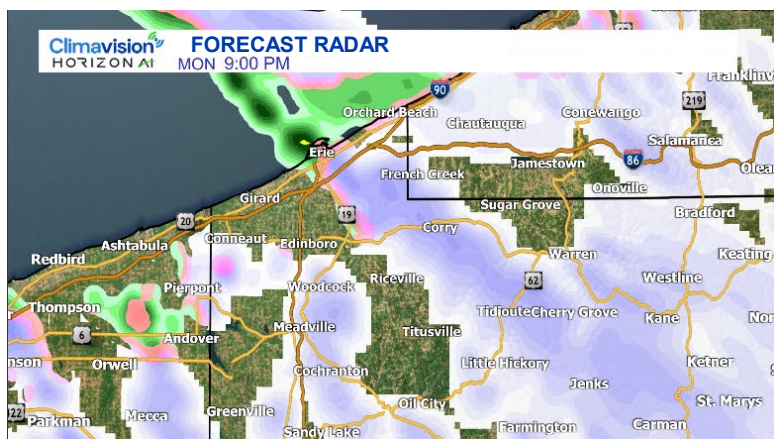 Climavision
HORIZON AI
FORECAST RADAR
MON 9:00 PM
90
Orchard Beach
219
Chautauqua
Conewango
Salamanca
Erie
86
Jamestown
French Creek
Onoville
Girard
Sugar Grove
19
Bradford
20
Ashtabula
Conneaut
Edinboro
Corry
Redbird
Warren
Pierpont
Woodcock
Riceville
62
Westline
Thompson
Tidioute
Cherry Grove
Kane
6
Andover
Meadville
Titusville
Orwell
Little Hickory
Ketner
Cochranton
Jenks
Mecca
Greenville
Oil City
St. Marys
Parkman
Sandy Lake
Farmington
Carman